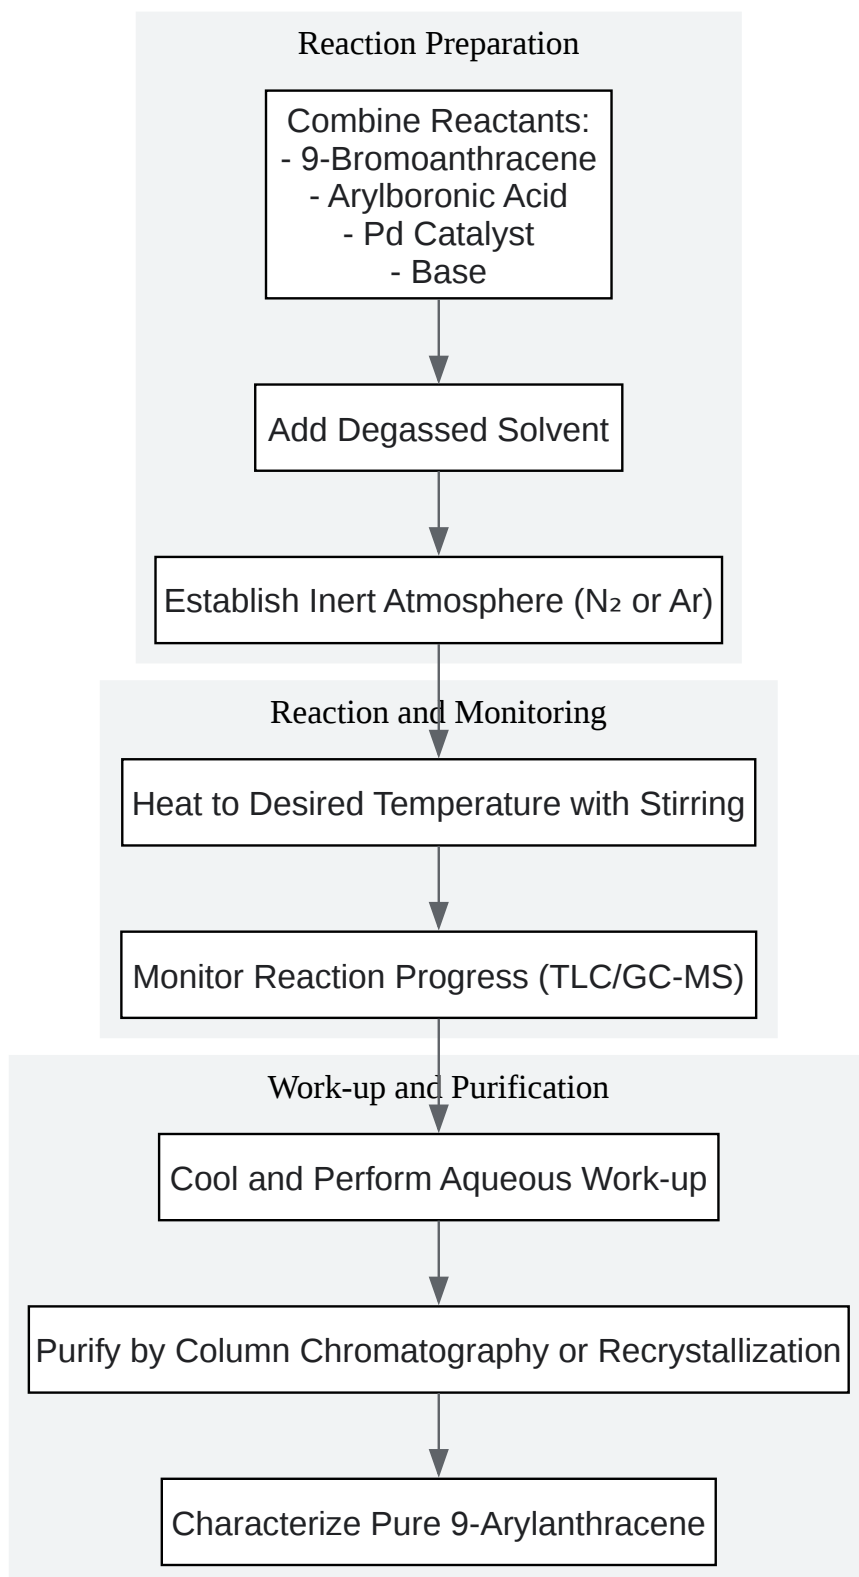 Reaction Preparation
Combine Reactants:
- 9-Bromoanthracene
- Arylboronic Acid
- Pd Catalyst
- Base
Add Degassed Solvent
Establish Inert Atmosphere (N₂ or Ar)
Reaction and Monitoring
Heat to Desired Temperature with Stirring
Monitor Reaction Progress (TLC/GC-MS)
Work-up and Purification
Cool and Perform Aqueous Work-up
Purify by Column Chromatography or Recrystallization
Characterize Pure 9-Arylanthracene